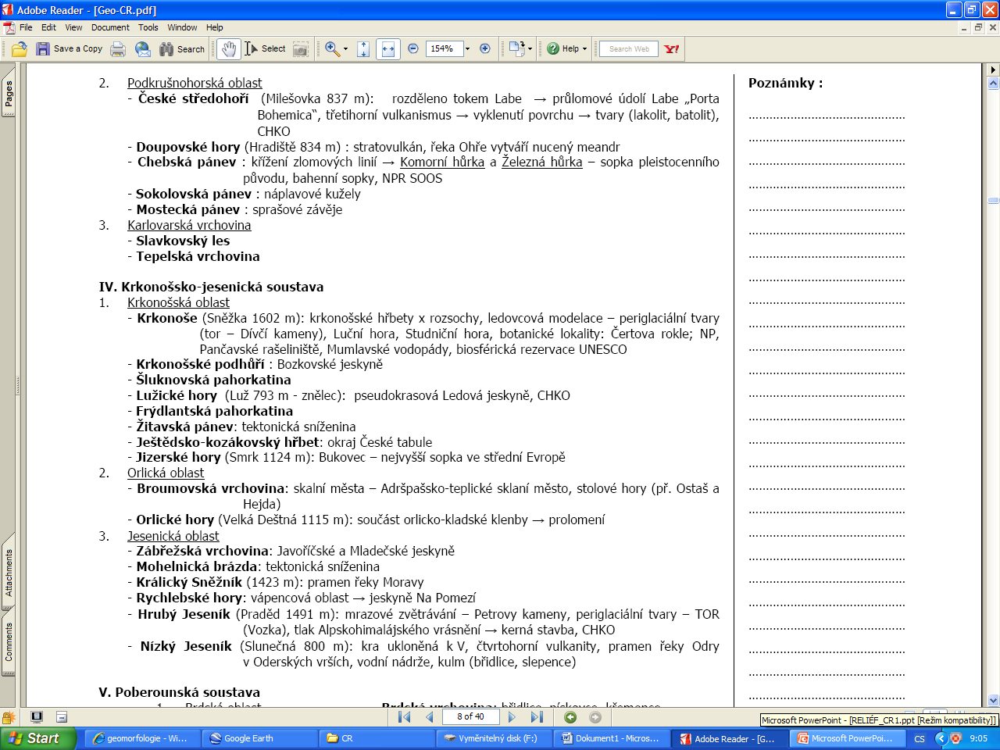 Adobe Reader - [Geo-CR.pdf]
File Edit View Document Tools Window Help
Save a Copy Search Select 154% Help Search Web Y!
Pages
Attachments
Comments
2. Podkrušnohorská oblast
- České středohoří (Milešovka 837 m): rozděleno tokem Labe → průlomové údolí Labe „Porta
Bohemica“, třetihorní vulkanismus → vyklenutí povrchu → tvary (lakolit, batolit),
CHKO
- Doupovské hory (Hradiště 834 m) : stratovulkán, řeka Ohře vytváří nucený meandr
- Chebská pánev : křížení zlomových linií → Komorní hůrka a Železná hůrka – sopka pleistocenního
původu, bahenní sopky, NPR SOOS
- Sokolovská pánev : náplavové kužely
- Mostecká pánev : sprašové závěje
3. Karlovarská vrchovina
- Slavkovský les
- Tepelská vrchovina
IV. Krkonošsko-jesenická soustava
1. Krkonošská oblast
- Krkonoše (Sněžka 1602 m): krkonošské hřbety x rozsochy, ledovcová modelace – periglaciální tvary
(tor – Dívčí kameny), Luční hora, Studniční hora, botanické lokality: Čertova rokle; NP,
Pančavské rašeliniště, Mumlavské vodopády, biosférická rezervace UNESCO
- Krkonošské podhůří : Bozkovské jeskyně
- Šluknovská pahorkatina
- Lužické hory (Luž 793 m - znělec): pseudokrasová Ledová jeskyně, CHKO
- Frýdlantská pahorkatina
- Žitavská pánev: tektonická sníženina
- Ještědsko-kozákovský hřbet: okraj České tabule
- Jizerské hory (Smrk 1124 m): Bukovec – nejvyšší sopka ve střední Evropě
2. Orlická oblast
- Broumovská vrchovina: skalní města – Adršpašsko-teplické sklaní město, stolové hory (př. Ostaš a
Hejda)
- Orlické hory (Velká Deštná 1115 m): součást orlicko-kladské klenby → prolomení
3. Jesenická oblast
- Zábřežská vrchovina: Javoříčské a Mladečské jeskyně
- Mohelnická brázda: tektonická sníženina
- Králický Sněžník (1423 m): pramen řeky Moravy
- Rychlebské hory: vápencová oblast → jeskyně Na Pomezí
- Hrubý Jeseník (Praděd 1491 m): mrazové zvětrávání – Petrovy kameny, periglaciální tvary – TOR
(Vozka), tlak Alpskohimalájského vrásnění → kerná stavba, CHKO
- Nízký Jeseník (Slunečná 800 m): kra ukloněná k V, čtvrtohorní vulkanity, pramen řeky Odry
v Oderských vrších, vodní nádrže, kulm (břidlice, slepence)
V. Poberounská soustava
1. Brdská oblast Brdská vrchovina: břidlice, pískovce, křemence
Poznámky :
8 of 40
Microsoft PowerPoint - [RELIÉF_CR1.ppt [Režim kompatibility]]
Start geomorfologie - Wi... Google Earth CR Vyměnitelný disk (F:) Dokument1 - Micros... Adobe Reader - [G... Microsoft PowerPoi... CS 9:05